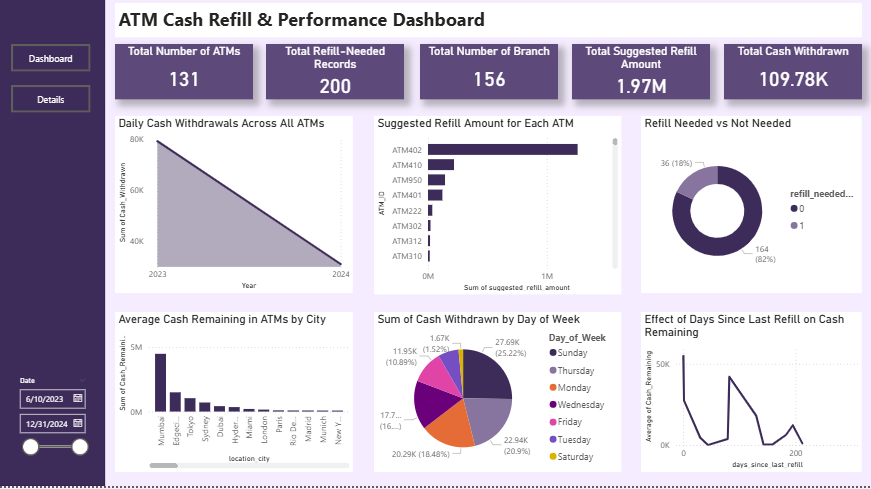 ATM Cash Refill & Performance Dashboard
Dashboard
Details
Total Number of ATMs
131
Total Refill-Needed
Records
200
Total Number of Branch
156
Total Suggested Refill
Amount
1.97M
Total Cash Withdrawn
109.78K
Daily Cash Withdrawals Across All ATMs
80K
60K
40K
Sum of Cash_Withdrawn
2023
2024
Year
Suggested Refill Amount for Each ATM
ATM402
ATM410
ATM950
ATM401
ATM222
ATM302
ATM312
ATM310
ATM_ID
0M
1M
Sum of suggested_refill_amount
Refill Needed vs Not Needed
36 (18%)
164
(82%)
refill_needed...
0
1
Average Cash Remaining in ATMs by City
5M
0M
Sum of Cash_Remaini...
Mumbai
Edgeci...
Tokyo
Sydney
Dubai
Hyder...
Miami
London
Paris
Rio De...
Madrid
Munich
New Y...
location_city
Sum of Cash Withdrawn by Day of Week
1.67K
(1.52%)
27.69K
(25.22%)
11.95K
(10.89%)
17.7...
(16....)
20.29K (18.48%)
22.94K
(20.9%)
Day_of_Week
Sunday
Thursday
Monday
Wednesday
Friday
Tuesday
Saturday
Effect of Days Since Last Refill on Cash
Remaining
50K
0K
Average of Cash_Remaining
0
200
days_since_last_refill
Date
6/10/2023
12/31/2024